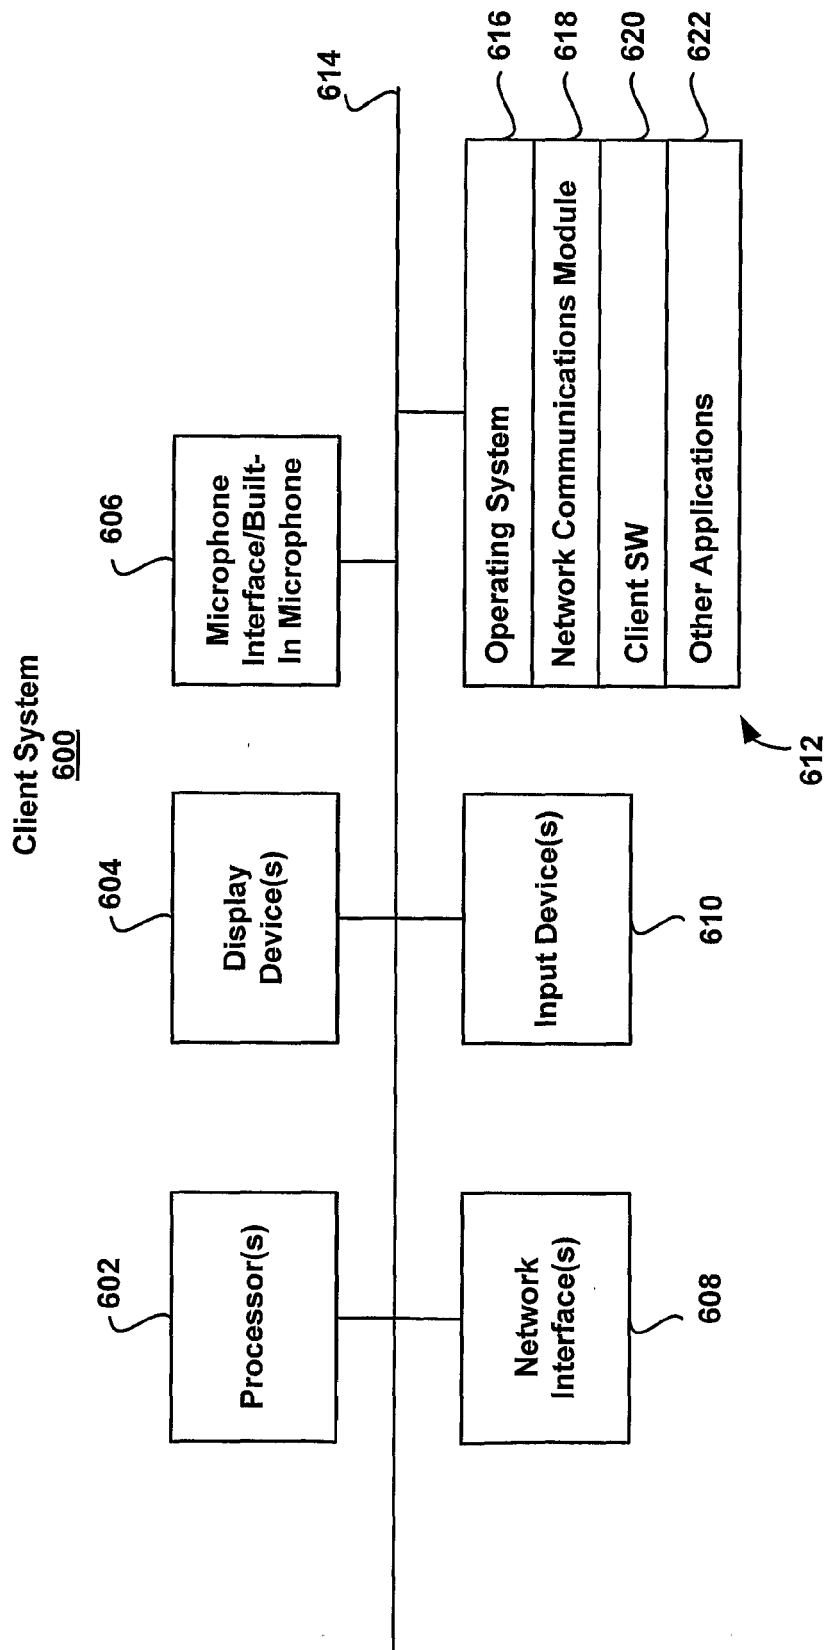 Client System
600
602
604
606
Processor(s)
Display
Device(s)
Microphone
Interface/Built-
In Microphone
614
Network
Interface(s)
Input Device(s)
Operating System
Network Communications Module
Client SW
Other Applications
616
618
620
622
608
610
612